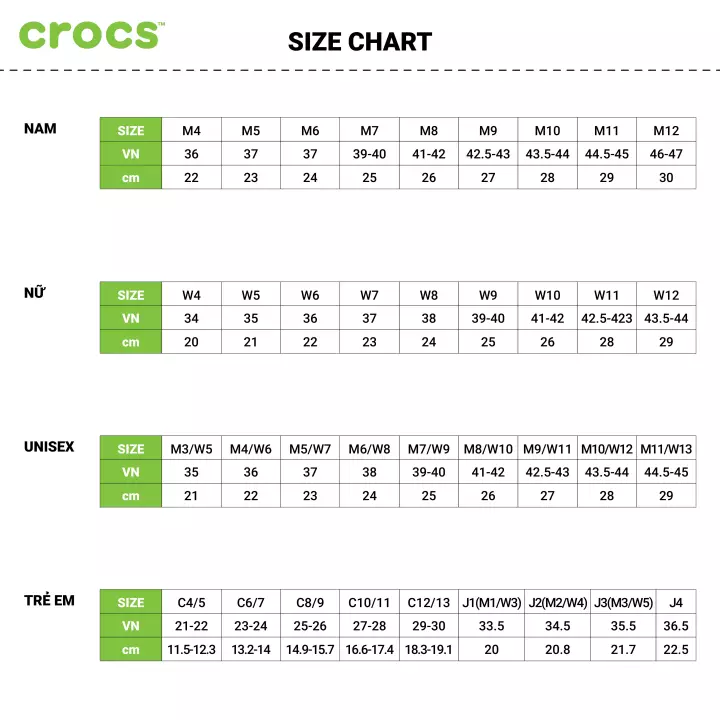 crocs™
SIZE CHART
NAM
SIZE M4 M5 M6 M7 M8 M9 M10 M11 M12
VN 36 37 37 39-40 41-42 42.5-43 43.5-44 44.5-45 46-47
cm 22 23 24 25 26 27 28 29 30
NỮ
SIZE W4 W5 W6 W7 W8 W9 W10 W11 W12
VN 34 35 36 37 38 39-40 41-42 42.5-423 43.5-44
cm 20 21 22 23 24 25 26 28 29
UNISEX
SIZE M3/W5 M4/W6 M5/W7 M6/W8 M7/W9 M8/W10 M9/W11 M10/W12 M11/W13
VN 35 36 37 38 39-40 41-42 42.5-43 43.5-44 44.5-45
cm 21 22 23 24 25 26 27 28 29
TRẺ EM
SIZE C4/5 C6/7 C8/9 C10/11 C12/13 J1(M1/W3) J2(M2/W4) J3(M3/W5) J4
VN 21-22 23-24 25-26 27-28 29-30 33.5 34.5 35.5 36.5
cm 11.5-12.3 13.2-14 14.9-15.7 16.6-17.4 18.3-19.1 20 20.8 21.7 22.5